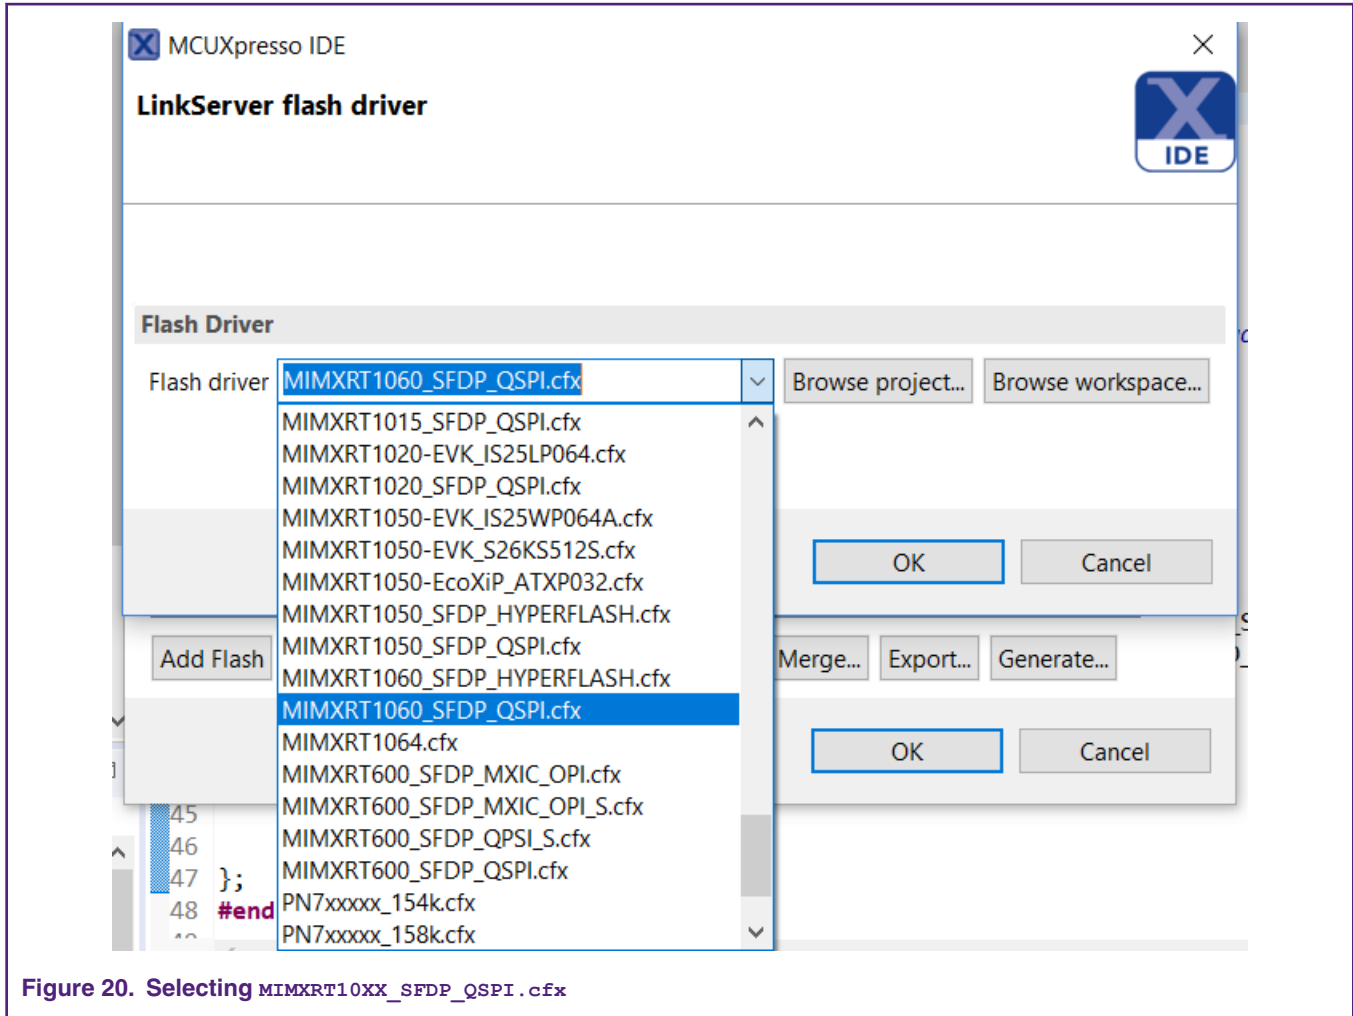 MCUXpresso IDE
LinkServer flash driver
IDE
Flash Driver
Flash driver MIMXRT1060_SFDP_QSPI.cfx Browse project... Browse workspace...
MIMXRT1015_SFDP_QSPI.cfx
MIMXRT1020-EVK_IS25LP064.cfx
MIMXRT1020_SFDP_QSPI.cfx
MIMXRT1050-EVK_IS25WP064A.cfx
MIMXRT1050-EVK_S26KS512S.cfx
OK Cancel
MIMXRT1050-EcoXiP_ATXP032.cfx
MIMXRT1050_SFDP_HYPERFLASH.cfx
MIMXRT1050_SFDP_QSPI.cfx
Add Flash Merge... Export... Generate...
MIMXRT1060_SFDP_HYPERFLASH.cfx
MIMXRT1060_SFDP_QSPI.cfx
MIMXRT1064.cfx
OK Cancel
MIMXRT600_SFDP_MXIC_OPI.cfx
MIMXRT600_SFDP_MXIC_OPI_S.cfx
MIMXRT600_SFDP_QPSI_S.cfx
MIMXRT600_SFDP_QSPI.cfx
PN7xxxxx_154k.cfx
PN7xxxxx_158k.cfx
45
46
47 };
48 #end
Figure 20. Selecting MIMXRT10XX_SFDP_QSPI.cfx